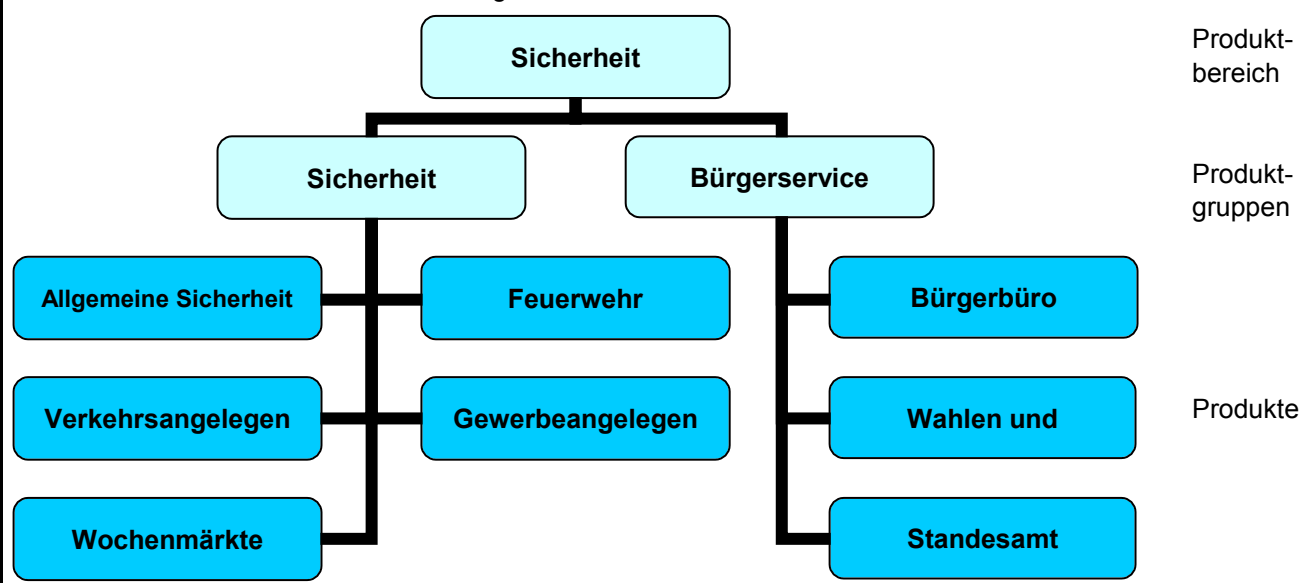 Sicherheit
Produkt-
bereich
Sicherheit
Bürgerservice
Produkt-
gruppen
Allgemeine Sicherheit
Feuerwehr
Bürgerbüro
Verkehrsangelegen
Gewerbeangelegen
Wahlen und
Produkte
Wochenmärkte
Standesamt